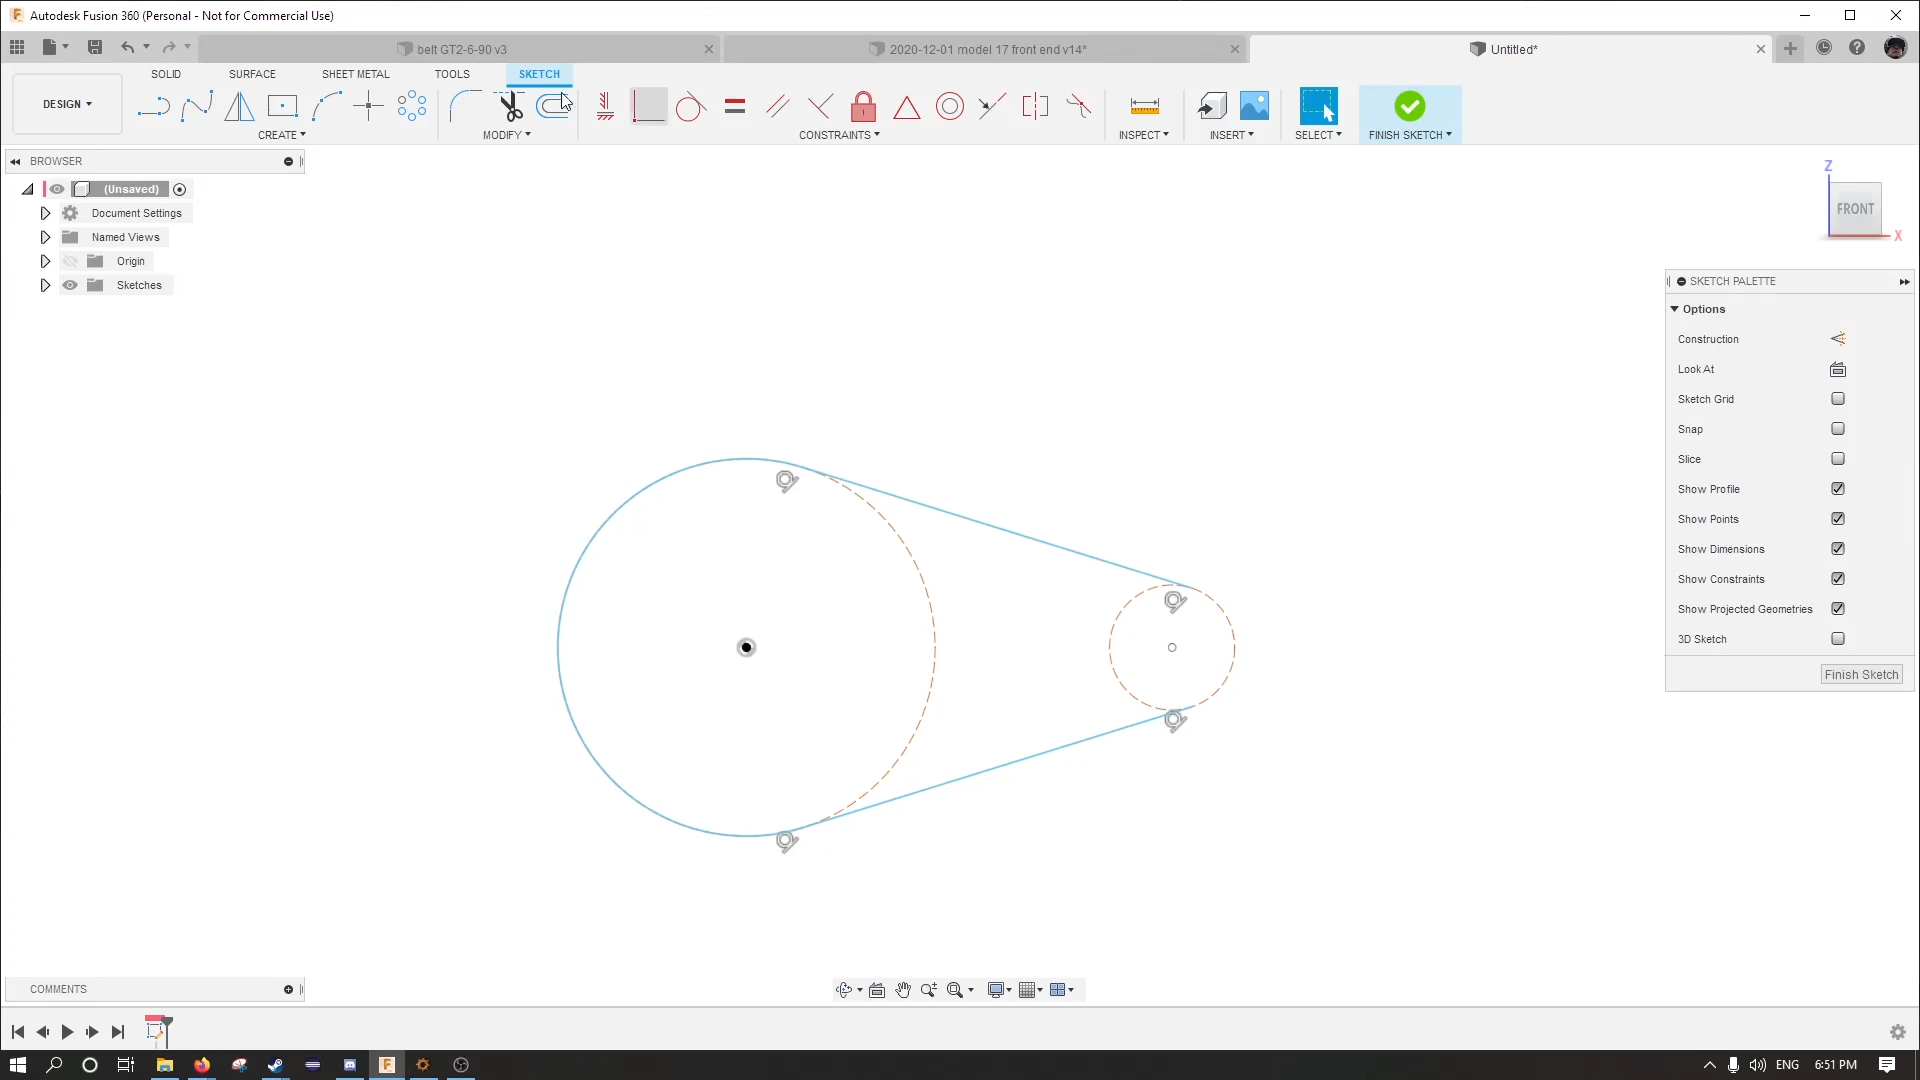 Autodesk Fusion 360 (Personal - Not for Commercial Use)
belt GT2-6-90 v3
2020-12-01 model 17 front end v14*
Untitled*
SOLID SURFACE SHEET METAL TOOLS SKETCH
DESIGN
CREATE MODIFY CONSTRAINTS INSPECT INSERT SELECT FINISH SKETCH
BROWSER
(Unsaved)
Document Settings
Named Views
Origin
Sketches
Z
FRONT
X
SKETCH PALETTE
Options
Construction
Look At
Sketch Grid
Snap
Slice
Show Profile
Show Points
Show Dimensions
Show Constraints
Show Projected Geometries
3D Sketch
Finish Sketch
COMMENTS
ENG 6:51 PM